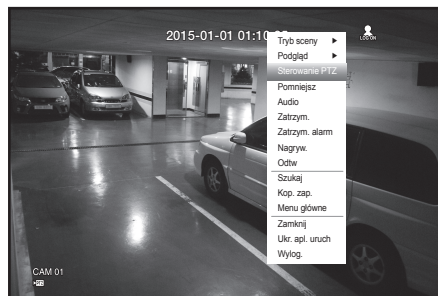 2015-01-01 01:10
LOG ON
Tryb sceny
Podgląd
Sterowanie PTZ
Pomniejsz
Audio
Zatrzym.
Zatrzym. alarm
Nagryw.
Odtw
Szukaj
Kop. zap.
Menu główne
Zamknij
Ukr. apl. uruch
Wylog.
CAM 01
PTZ